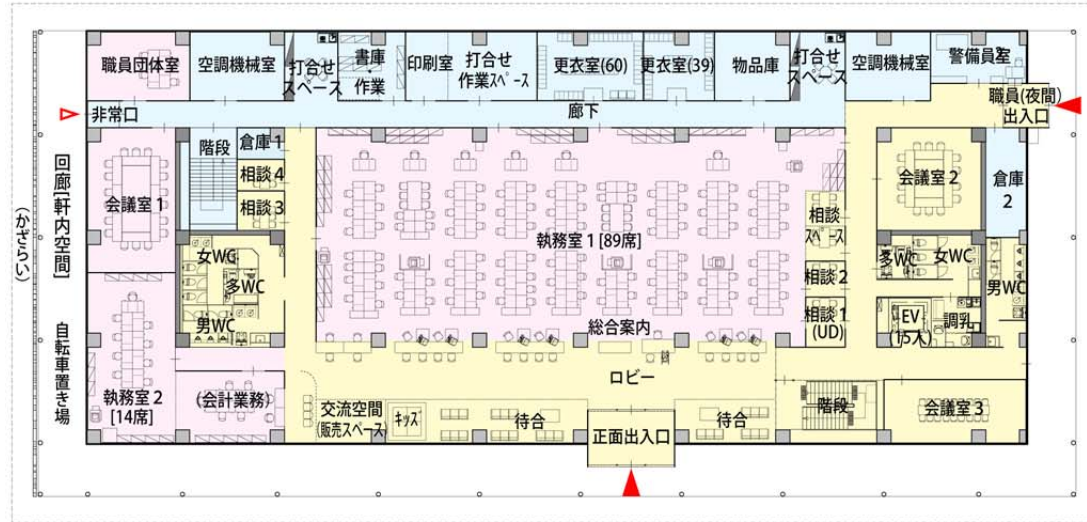 職員団体室
空調機械室
打合せ
スペース
書庫
・
作業
印刷室
打合せ
作業スペース
更衣室(60)
更衣室(39)
物品庫
打合せ
スペース
空調機械室
警備員室
非常口
廊下
職員(夜間)
出入口
回廊軒内空間]
(かざらい)
自転車置き場
会議室1
階段
倉庫1
相談4
相談3
女WC
多WC
男WC
執務室1 [89席]
相談
スペース
相談2
相談1
(UD)
総合案内
会議室2
倉庫
2
多WC
女WC
男WC
EV
(15人)
調乳
執務室2
[14席]
(会計業務)
交流空間
(販売スペース)
キッズ
待合
ロビー
正面出入口
待合
階段
会議室3